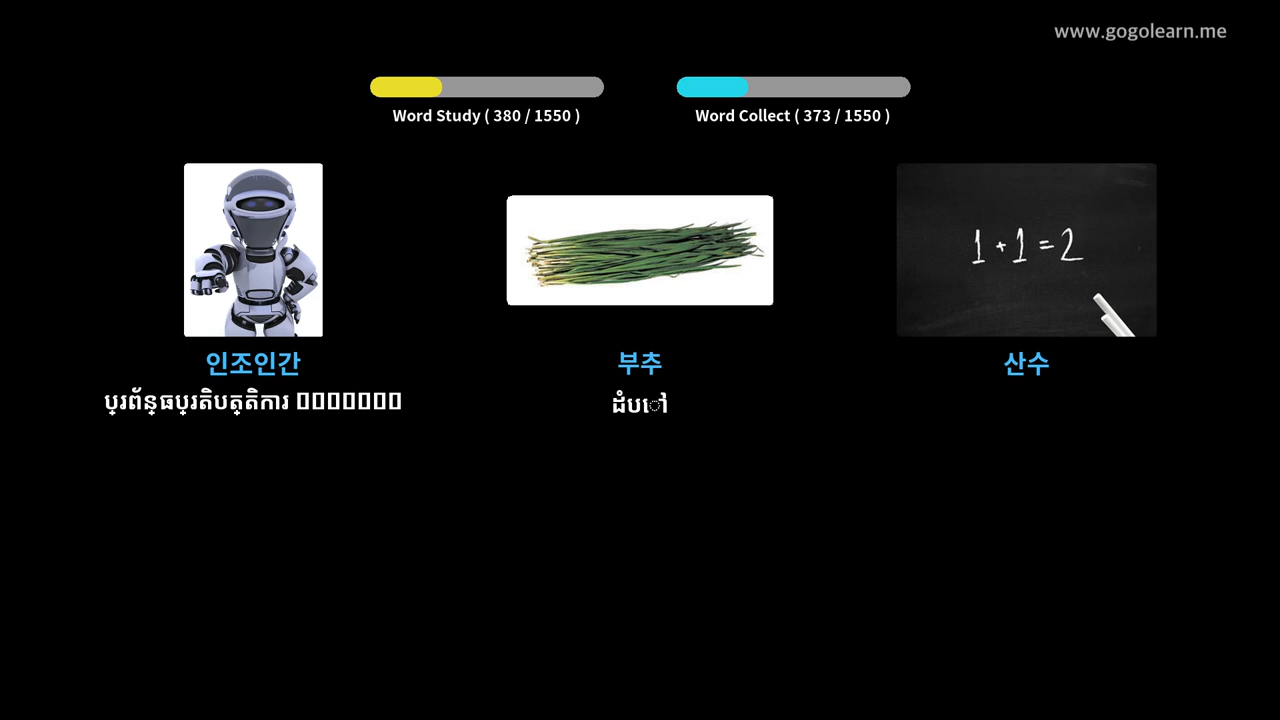 www.gogolearn.me
Word Study ( 380 / 1550 )
Word Collect ( 373 / 1550 )
1 + 1 = 2
인조인간
부추
산수
ប្រព័ន្ធប្រតិបត្តិការ
ដំបៅ